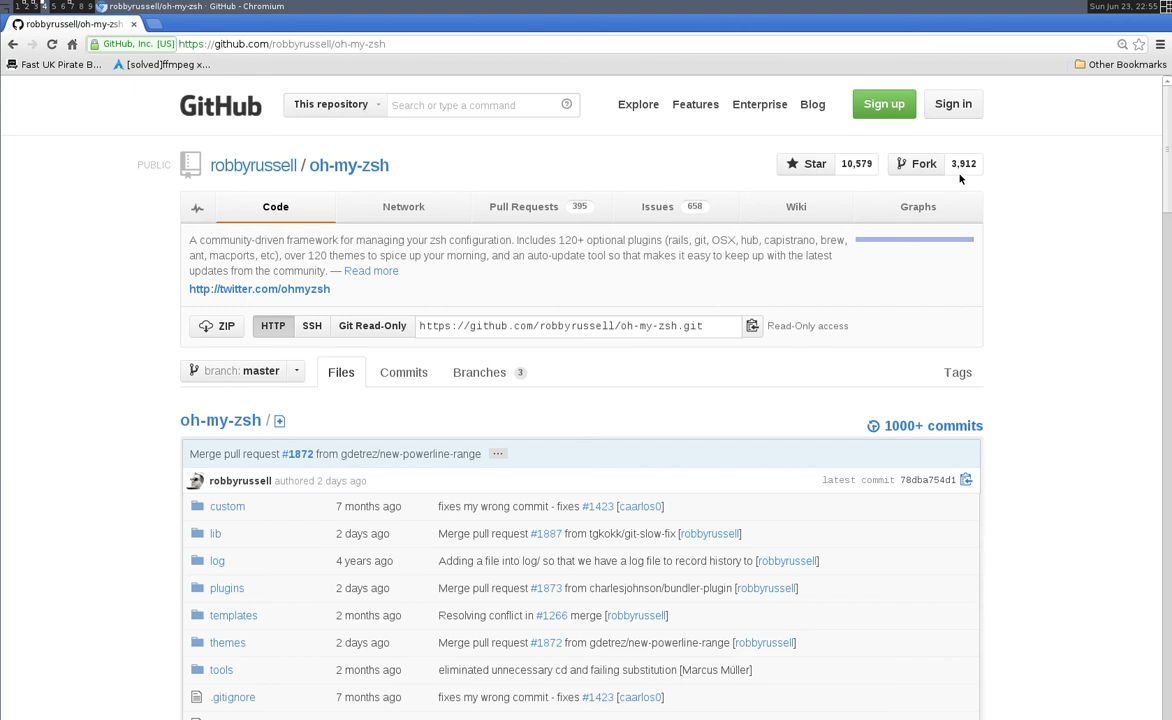 1 2 3 4 5 6 7 8 9 robbyrussell/oh-my-zsh · GitHub - Chromium Sun Jun 23, 22:55
robbyrussell/oh-my-zsh ×
GitHub, Inc. [US] https://github.com/robbyrussell/oh-my-zsh
Fast UK Pirate B... [solved]ffmpeg x... Other Bookmarks
GitHub This repository Search or type a command Explore Features Enterprise Blog Sign up Sign in
PUBLIC robbyrussell / oh-my-zsh Star 10,579 Fork 3,912
Code Network Pull Requests 395 Issues 658 Wiki Graphs
A community-driven framework for managing your zsh configuration. Includes 120+ optional plugins (rails, git, OSX, hub, capistrano, brew,
ant, macports, etc), over 120 themes to spice up your morning, and an auto-update tool so that makes it easy to keep up with the latest
updates from the community. — Read more
http://twitter.com/ohmyzsh
ZIP HTTP SSH Git Read-Only https://github.com/robbyrussell/oh-my-zsh.git Read-Only access
branch: master Files Commits Branches 3 Tags
oh-my-zsh / 1000+ commits
Merge pull request #1872 from gdetrez/new-powerline-range ...
robbyrussell authored 2 days ago latest commit 78dba754d1
custom 7 months ago fixes my wrong commit - fixes #1423 [caarlos0]
lib 2 days ago Merge pull request #1887 from tgkokk/git-slow-fix [robbyrussell]
log 4 years ago Adding a file into log/ so that we have a log file to record history to [robbyrussell]
plugins 2 days ago Merge pull request #1873 from charlesjohnson/bundler-plugin [robbyrussell]
templates 2 months ago Resolving conflict in #1266 merge [robbyrussell]
themes 2 days ago Merge pull request #1872 from gdetrez/new-powerline-range [robbyrussell]
tools 2 months ago eliminated unnecessary cd and failing substitution [Marcus Müller]
.gitignore 7 months ago fixes my wrong commit - fixes #1423 [caarlos0]